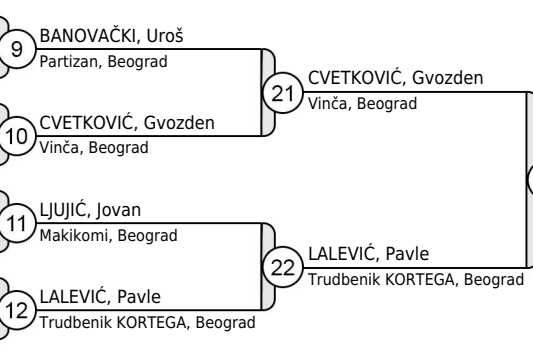 9
BANOVAČKI, Uroš
Partizan, Beograd
10
CVETKOVIĆ, Gvozden
Vinča, Beograd
21
CVETKOVIĆ, Gvozden
Vinča, Beograd
11
LJUJIĆ, Jovan
Makikomi, Beograd
12
LALEVIĆ, Pavle
Trudbenik KORTEGA, Beograd
22
LALEVIĆ, Pavle
Trudbenik KORTEGA, Beograd